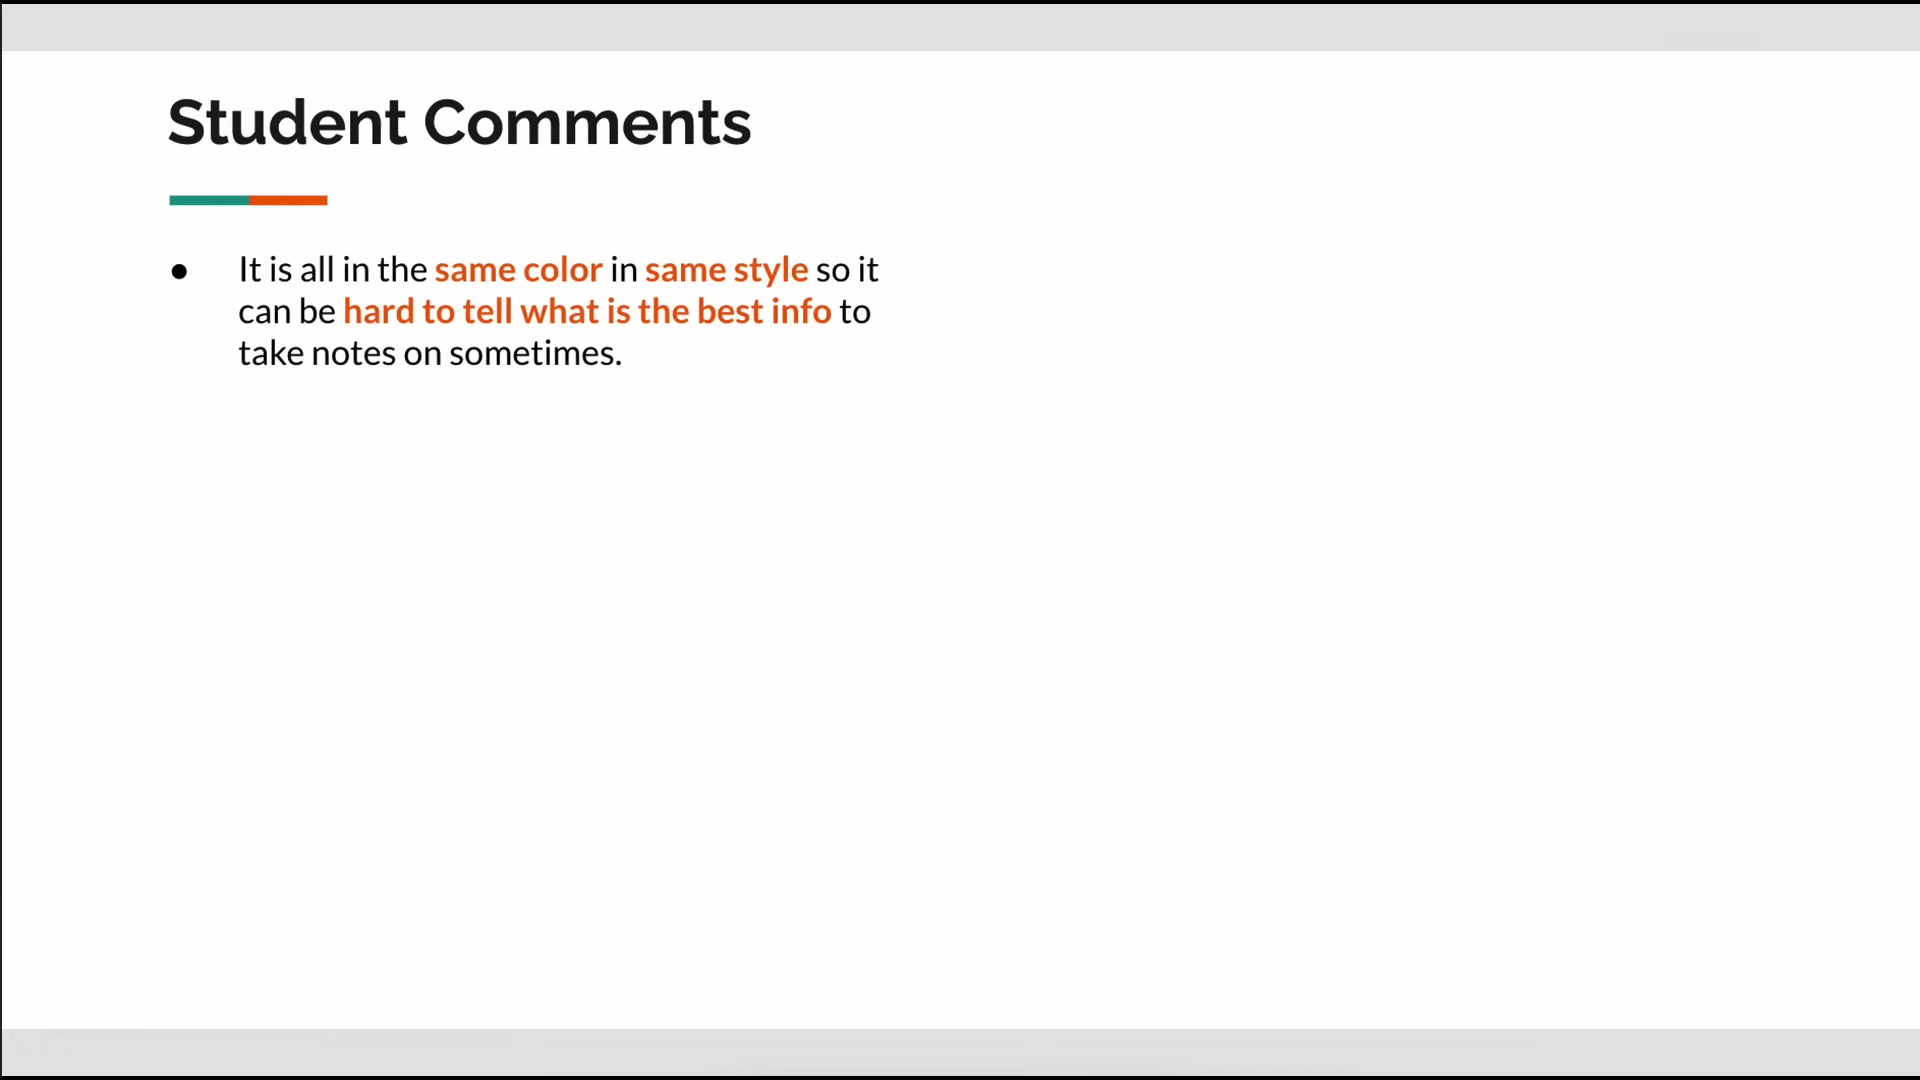 Student Comments
● It is all in the same color in same style so it
can be hard to tell what is the best info to
take notes on sometimes.